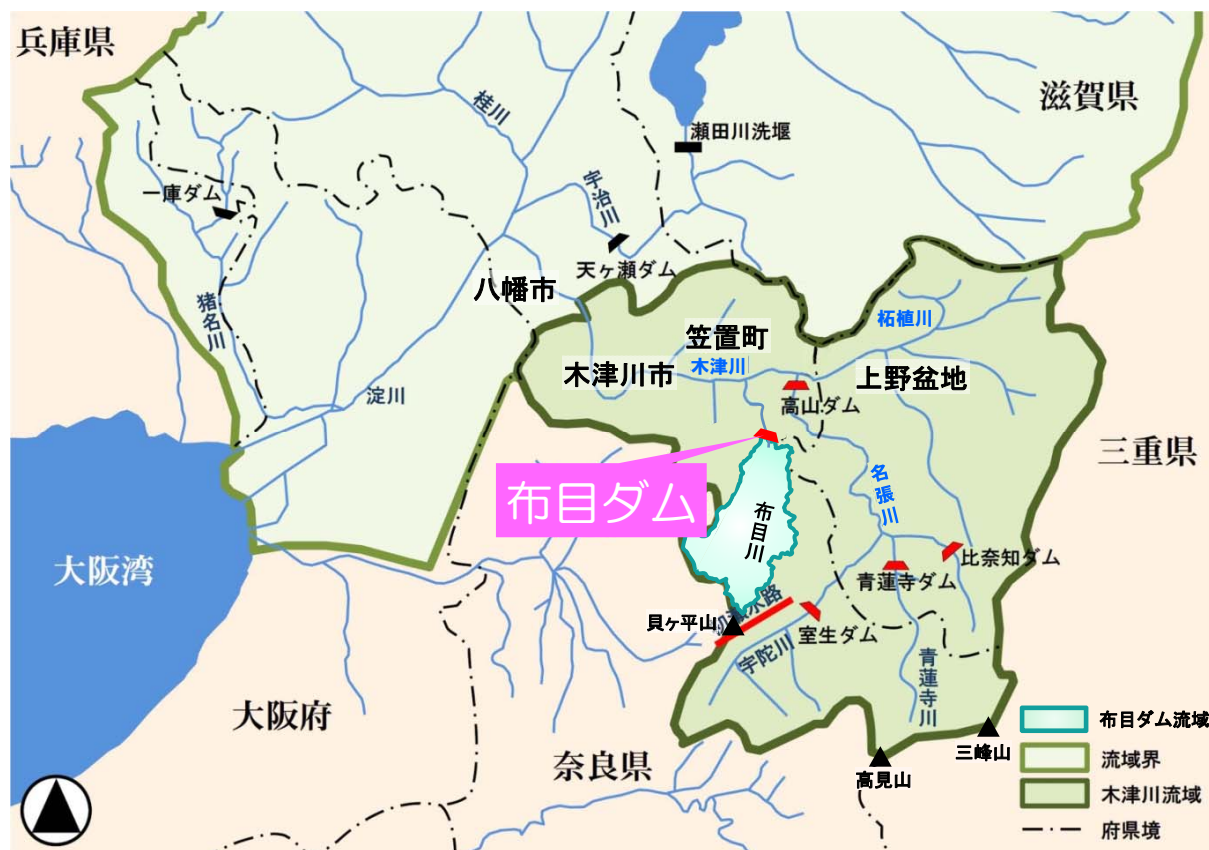 兵庫県
滋賀県
桂川
瀬田川洗堰
宇治川
一庫ダム
天ヶ瀬ダム
八幡市
猪名川
柘植川
笠置町
木津川
木津川市
上野盆地
淀川
高山ダム
三重県
名張川
布目ダム
布目川
大阪湾
比奈知ダム
青蓮寺ダム
水路
貝ヶ平山
室生ダム
宇陀川
青蓮寺川
大阪府
奈良県
三峰山
高見山
布目ダム流域
流域界
木津川流域
府県境